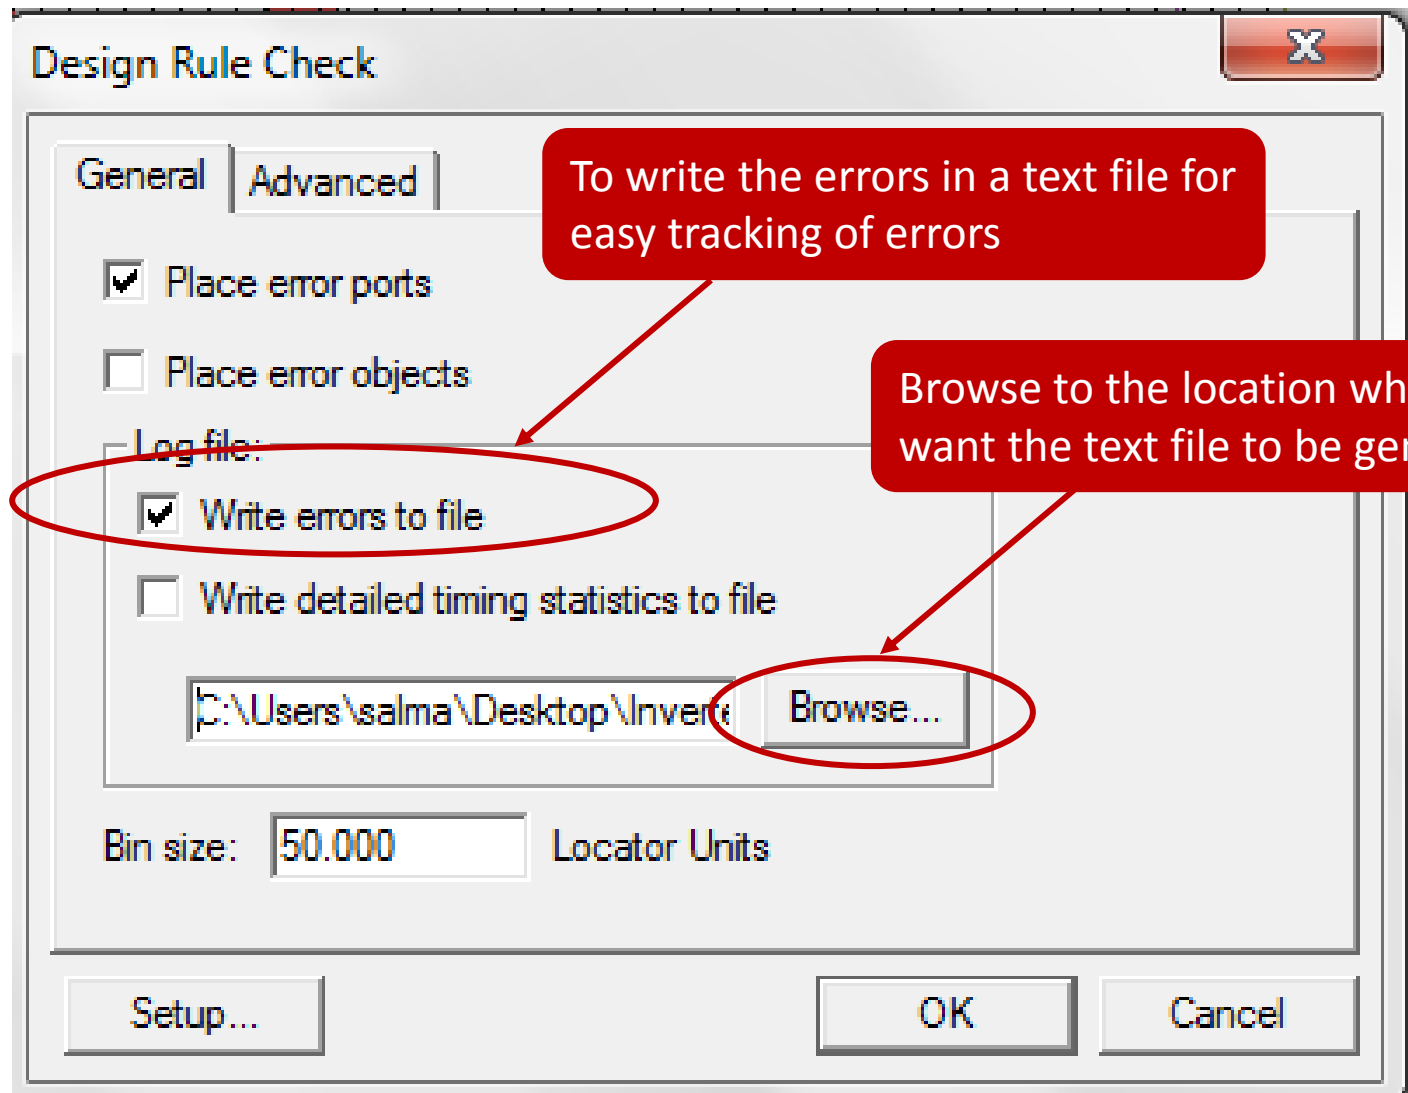 Design Rule Check
General
Advanced
To write the errors in a text file for
easy tracking of errors
Place error ports
Place error objects
Browse to the location
want the text file to be
Log file:
Write errors to file
Write detailed timing statistics to file
C:\Users\salma\Desktop\Inverte
Browse...
Bin size:
50.000
Locator Units
Setup...
OK
Cancel